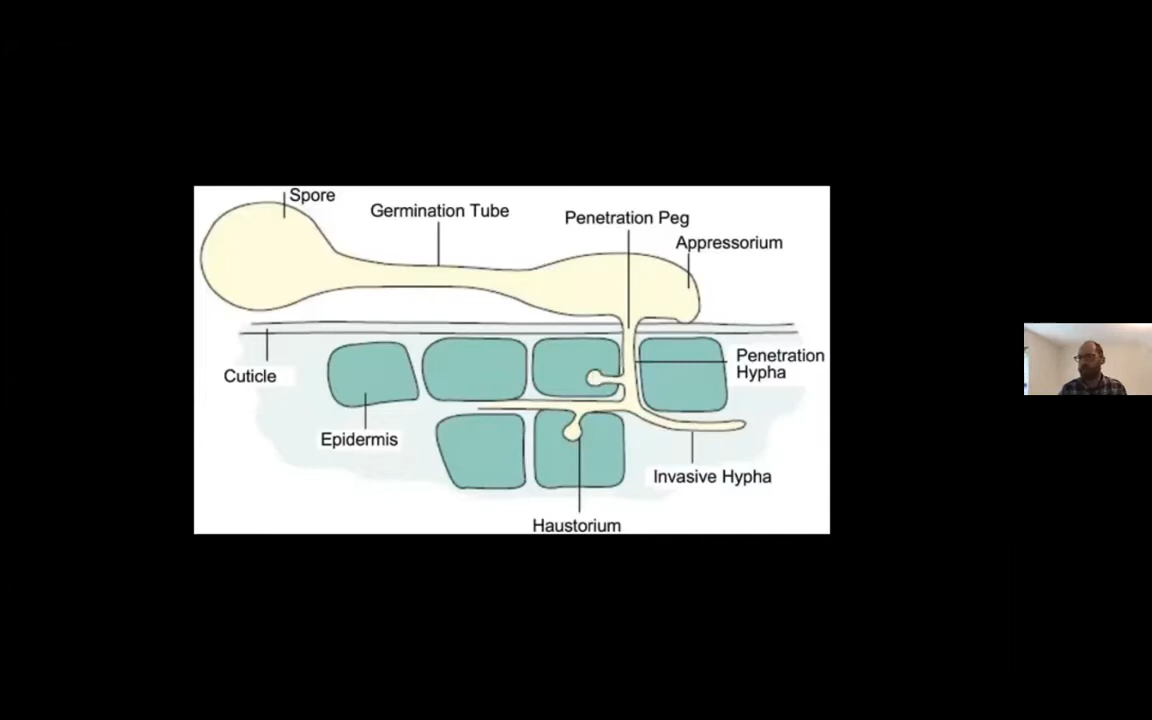 Spore
Germination Tube
Penetration Peg
Appressorium
Penetration
Hypha
Cuticle
Epidermis
Invasive Hypha
Haustorium